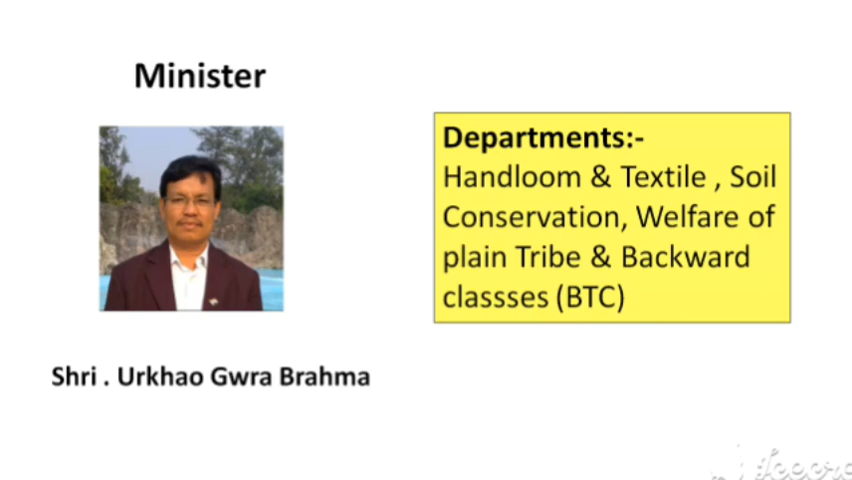 Minister
Departments:-
Handloom & Textile , Soil
Conservation, Welfare of
plain Tribe & Backward
classses (BTC)
Shri . Urkhao Gwra Brahma